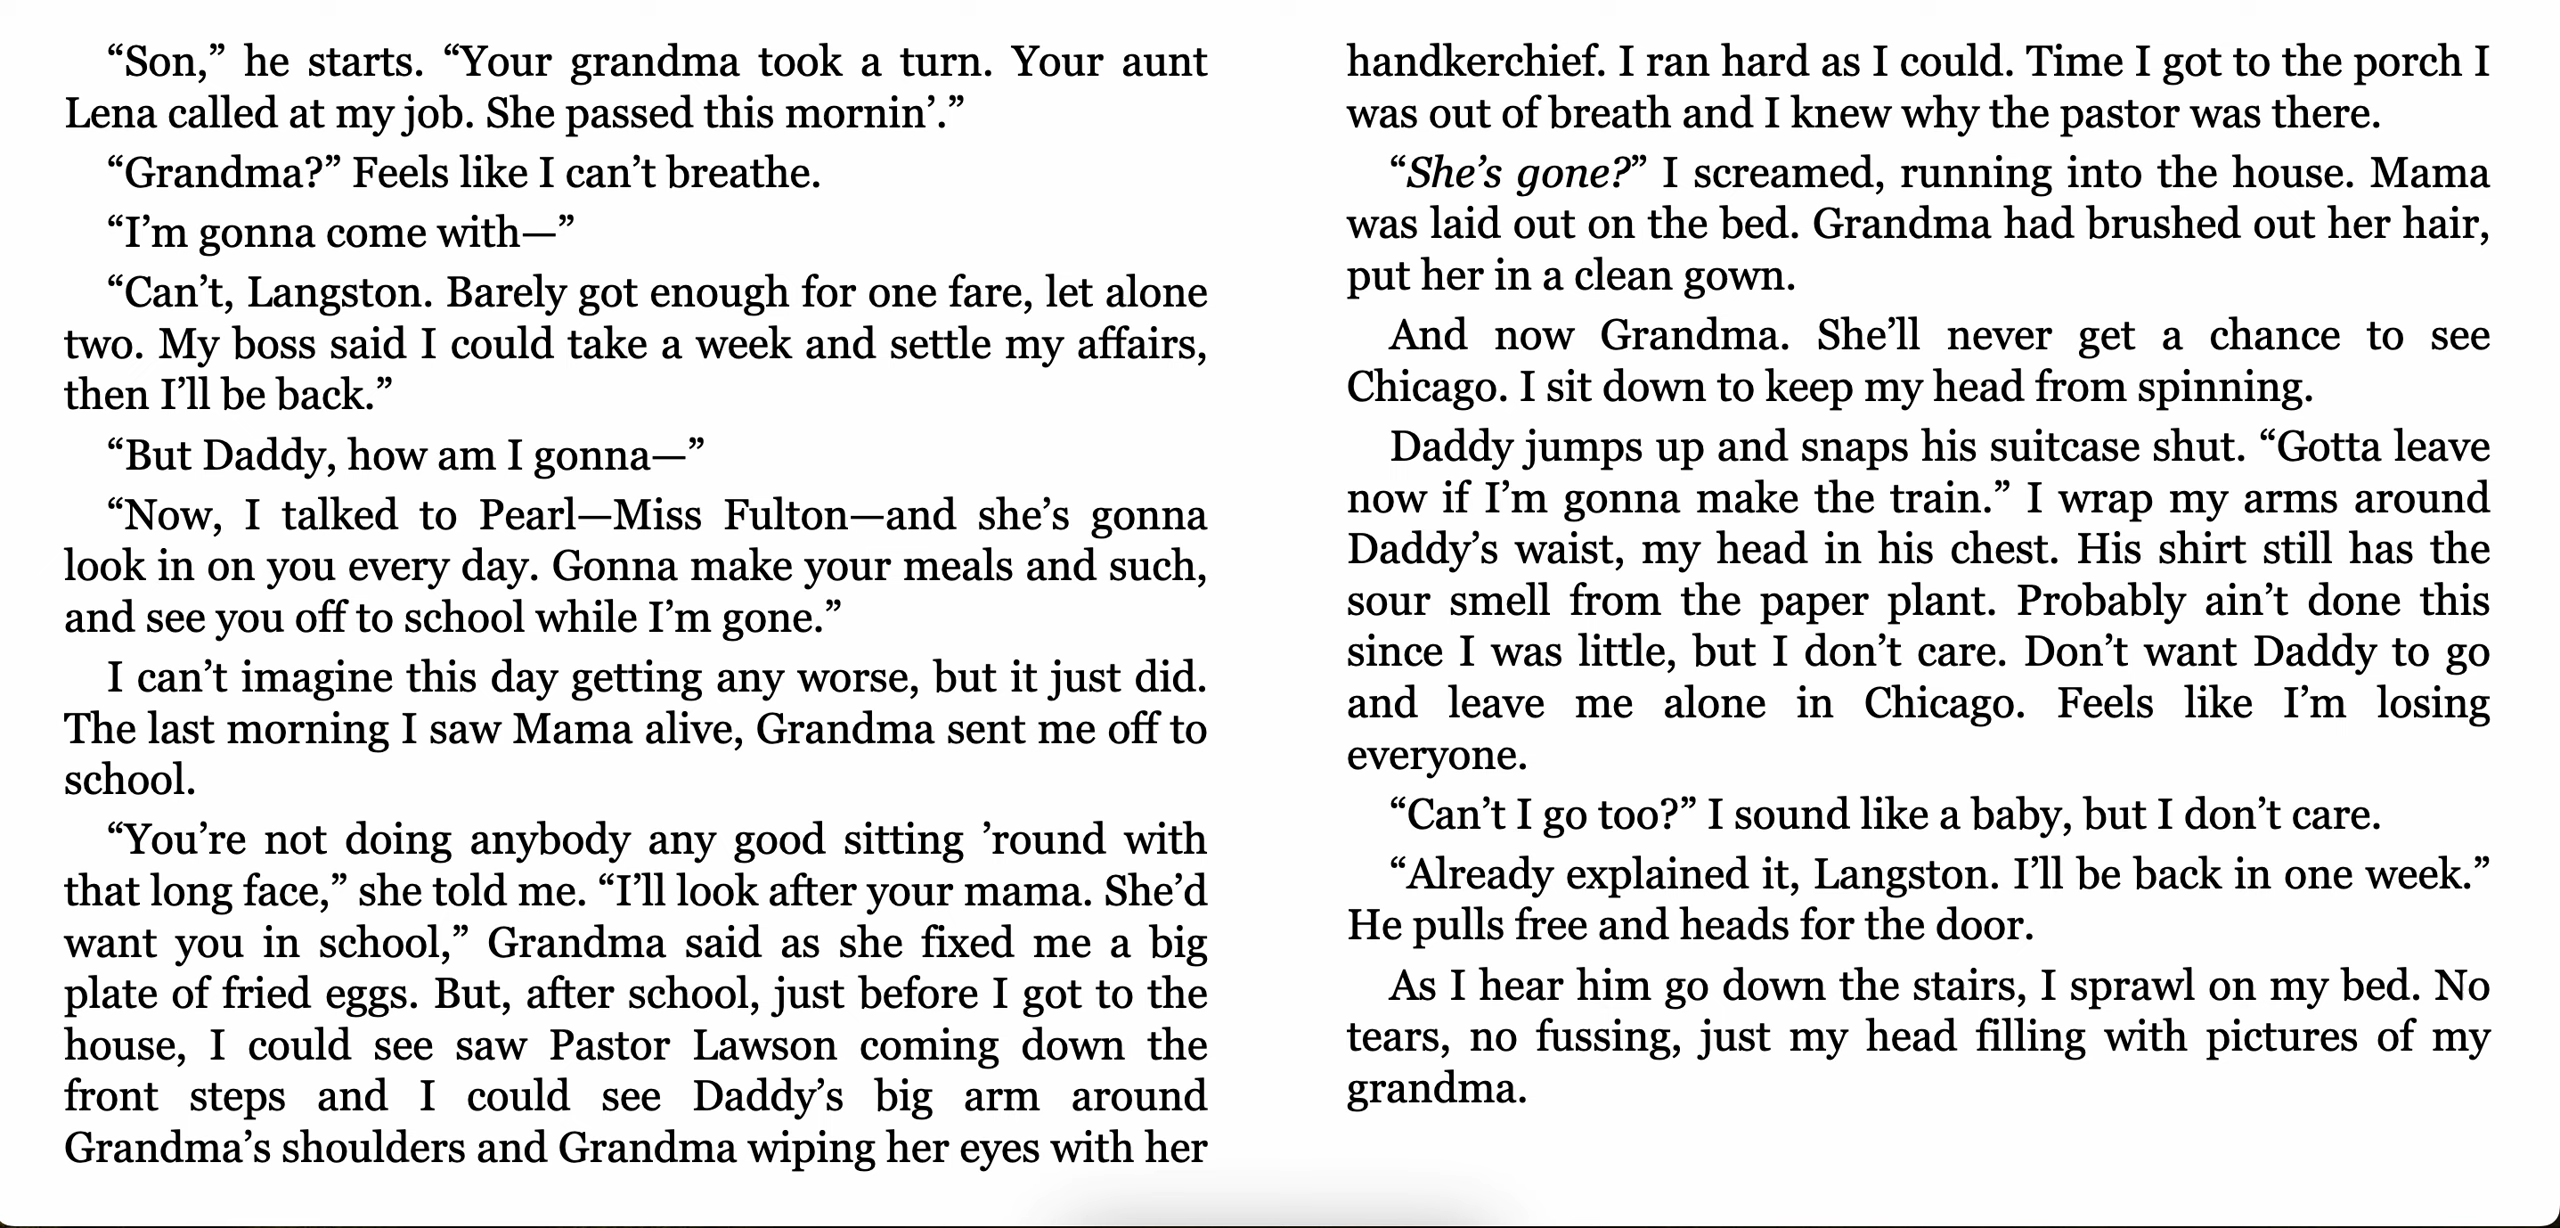 “Son,” he starts. “Your grandma took a turn. Your aunt
Lena called at my job. She passed this mornin’.”
“Grandma?” Feels like I can’t breathe.
“I’m gonna come with—”
“Can’t, Langston. Barely got enough for one fare, let alone
two. My boss said I could take a week and settle my affairs,
then I’ll be back.”
“But Daddy, how am I gonna—”
“Now, I talked to Pearl—Miss Fulton—and she’s gonna
look in on you every day. Gonna make your meals and such,
and see you off to school while I’m gone.”
I can’t imagine this day getting any worse, but it just did.
The last morning I saw Mama alive, Grandma sent me off to
school.
“You’re not doing anybody any good sitting ’round with
that long face,” she told me. “I’ll look after your mama. She’d
want you in school,” Grandma said as she fixed me a big
plate of fried eggs. But, after school, just before I got to the
house, I could see saw Pastor Lawson coming down the
front steps and I could see Daddy’s big arm around
Grandma’s shoulders and Grandma wiping her eyes with her
handkerchief. I ran hard as I could. Time I got to the porch I
was out of breath and I knew why the pastor was there.
“She’s gone?” I screamed, running into the house. Mama
was laid out on the bed. Grandma had brushed out her hair,
put her in a clean gown.
And now Grandma. She’ll never get a chance to see
Chicago. I sit down to keep my head from spinning.
Daddy jumps up and snaps his suitcase shut. “Gotta leave
now if I’m gonna make the train.” I wrap my arms around
Daddy’s waist, my head in his chest. His shirt still has the
sour smell from the paper plant. Probably ain’t done this
since I was little, but I don’t care. Don’t want Daddy to go
and leave me alone in Chicago. Feels like I’m losing
everyone.
“Can’t I go too?” I sound like a baby, but I don’t care.
“Already explained it, Langston. I’ll be back in one week.”
He pulls free and heads for the door.
As I hear him go down the stairs, I sprawl on my bed. No
tears, no fussing, just my head filling with pictures of my
grandma.